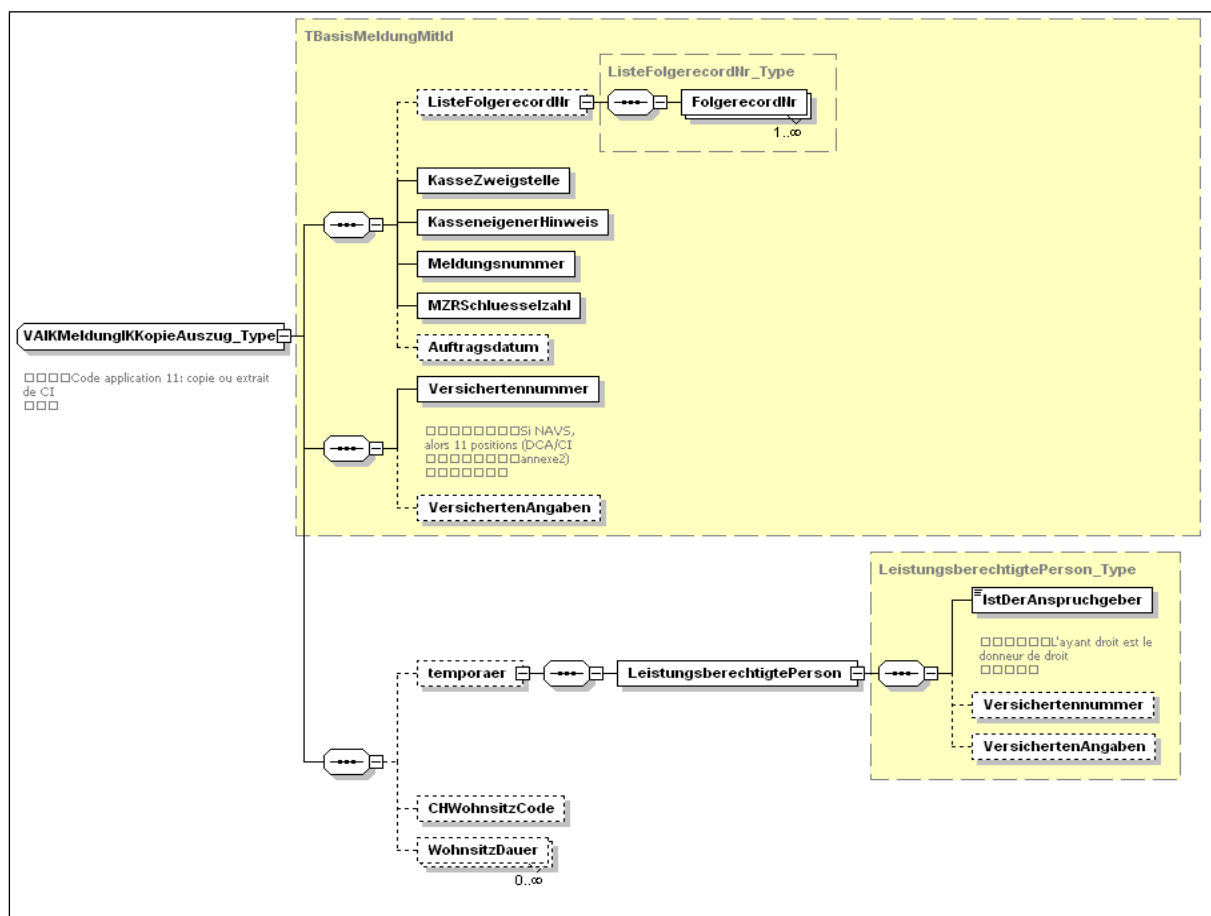 TBasisMeldungMitId
ListeFolgerecordNr_Type
ListeFolgerecordNr
FolgerecordNr
1..∞
KasseZweigstelle
KasseneigenerHinweis
Meldungsnummer
MZRSchluesselzahl
Auftragsdatum
VAIKMeldungIKKopieAuszug_Type
□□□□Code application 11: copie ou extrait
de CI
□□□
Versichertennummer
□□□□□□□□Si NAVS,
alors 11 positions (DCA/CI
□□□□□□□□annexe2)
□□□□□□□
VersichertenAngaben
LeistungsberechtigtePerson_Type
IstDerAnspruchgeber
□□□□□□L'ayant droit est le
donneur de droit
□□□□□
temporaer
LeistungsberechtigtePerson
Versichertennummer
VersichertenAngaben
CHWohnsitzCode
WohnsitzDauer
0..∞